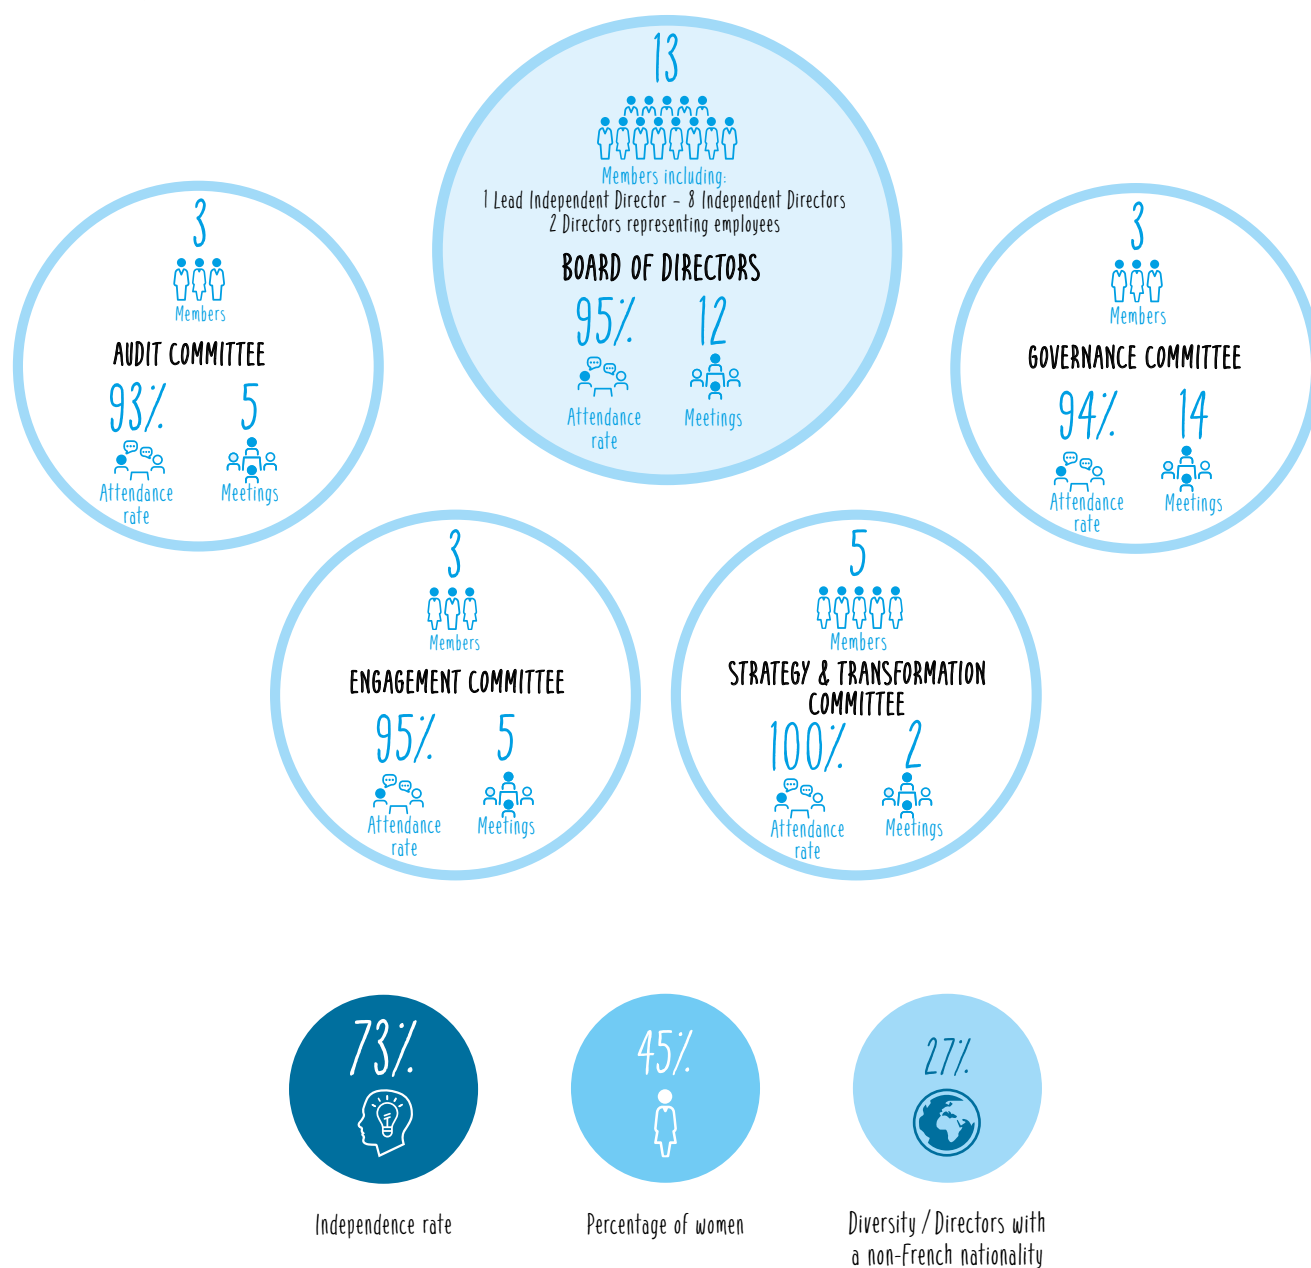 13
Members including:
1 Lead Independent Director – 8 Independent Directors
2 Directors representing employees
BOARD OF DIRECTORS
95% 12
Attendance rate
Meetings
3
Members
AUDIT COMMITTEE
93% 5
Attendance rate
Meetings
3
Members
GOVERNANCE COMMITTEE
94% 14
Attendance rate
Meetings
3
Members
ENGAGEMENT COMMITTEE
95% 5
Attendance rate
Meetings
5
Members
STRATEGY & TRANSFORMATION
COMMITTEE
100% 2
Attendance rate
Meetings
73%
Independence rate
45%
Percentage of women
27%
Diversity / Directors with
a non-French nationality